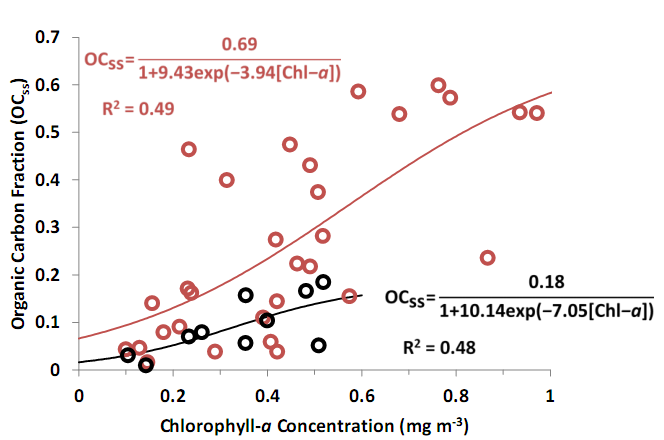 0.7
0.6
0.5
0.4
0.3
0.2
0.1
0
Organic Carbon Fraction (OCss)
OCss= 0.69
1+9.43exp(−3.94[Chl−a])
R² = 0.49
OCss= 0.18
1+10.14exp(−7.05[Chl−a])
R² = 0.48
0 0.2 0.4 0.6 0.8 1
Chlorophyll-a Concentration (mg m⁻³)